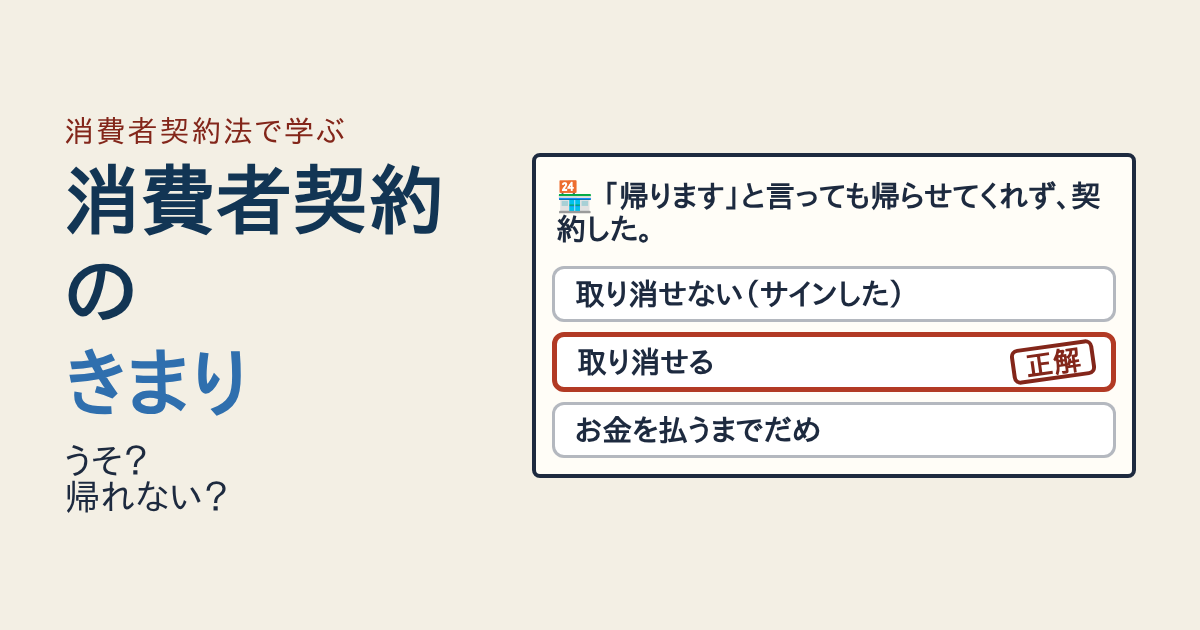 消費者契約法で学ぶ
消費者契約
の
きまり
うそ？
帰れない？
🏪「帰ります」と言っても帰らせてくれず、契
約した。
取り消せない（サインした）
取り消せる
正解
お金を払うまでだめ